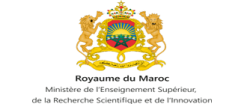 Royaume du Maroc
Ministère de l'Enseignement Supérieur,
de la Recherche Scientifique et de l'Innovation